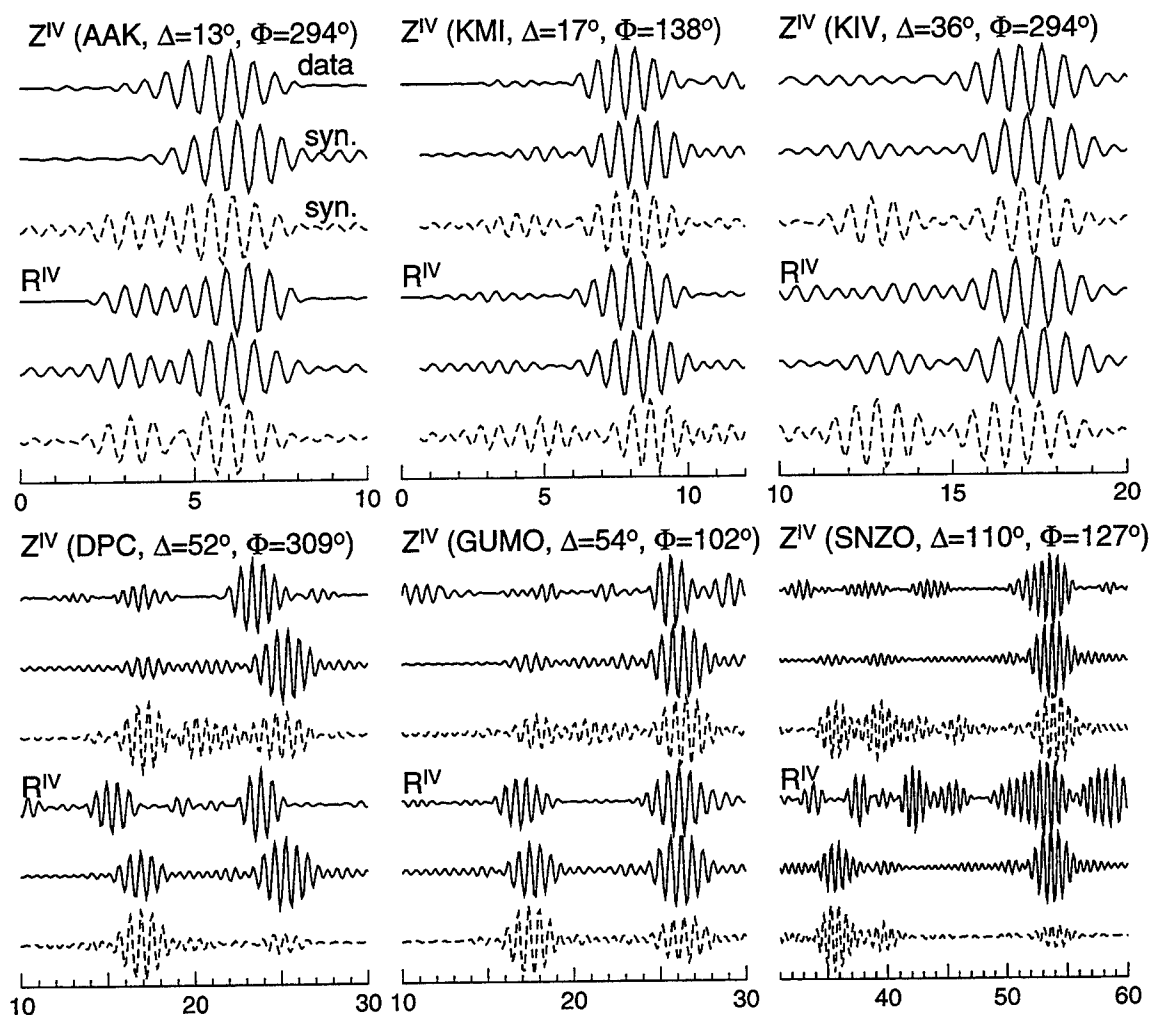 Z^IV (AAK, Δ=13°, Φ=294°)
data
syn.
syn.
R^IV
0 5 10
Z^IV (KMI, Δ=17°, Φ=138°)
R^IV
0 5 10
Z^IV (KIV, Δ=36°, Φ=294°)
R^IV
10 15 20
Z^IV (DPC, Δ=52°, Φ=309°)
R^IV
10 20 30
Z^IV (GUMO, Δ=54°, Φ=102°)
R^IV
10 20 30
Z^IV (SNZO, Δ=110°, Φ=127°)
R^IV
40 50 60